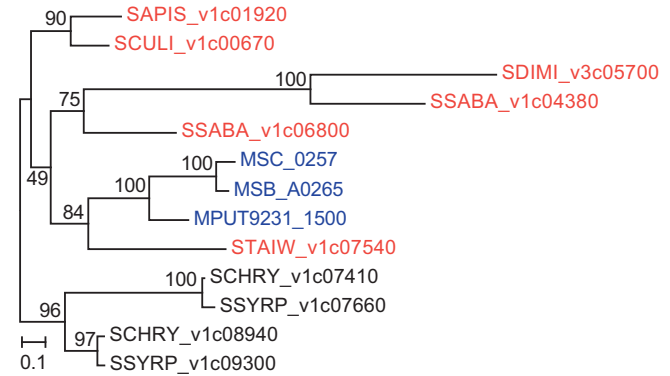 90 SAPIS_v1c01920
SCULI_v1c00670
100 SDIMI_v3c05700
75 SSABA_v1c04380
SSABA_v1c06800
100 MSC_0257
49 100 MSB_A0265
84 MPUT9231_1500
STAIW_v1c07540
100 SCHRY_v1c07410
96 SSYRP_v1c07660
97 SCHRY_v1c08940
0.1 SSYRP_v1c09300